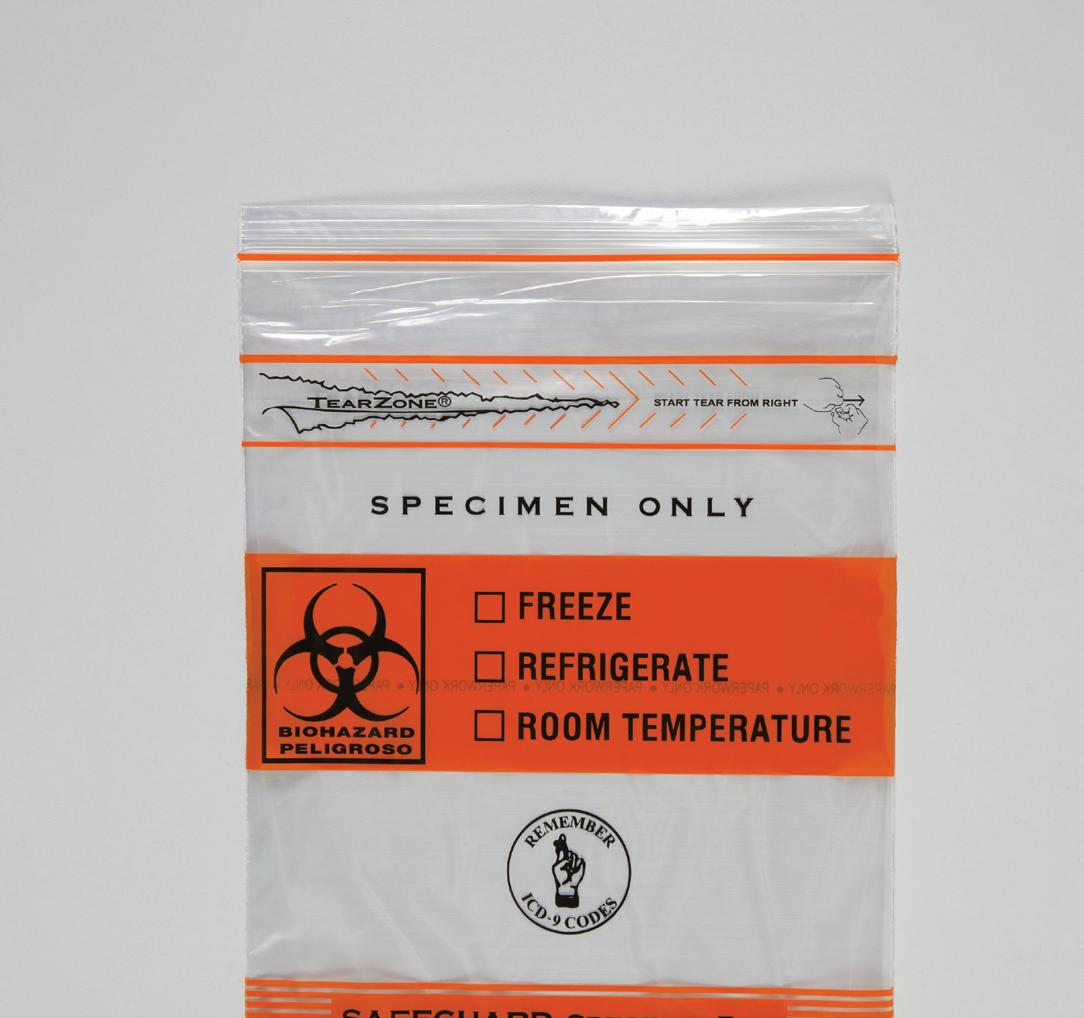 TEARZONE®
START TEAR FROM RIGHT
SPECIMEN ONLY
FREEZE
REFRIGERATE
PAPERWORK ONLY • PAPERWORK ONLY • PAPERWORK ONLY • PAPERWORK ONLY
ROOM TEMPERATURE
BIOHAZARD
PELIGROSO
REMEMBER
ICD-9 CODES
SAFEGUARD